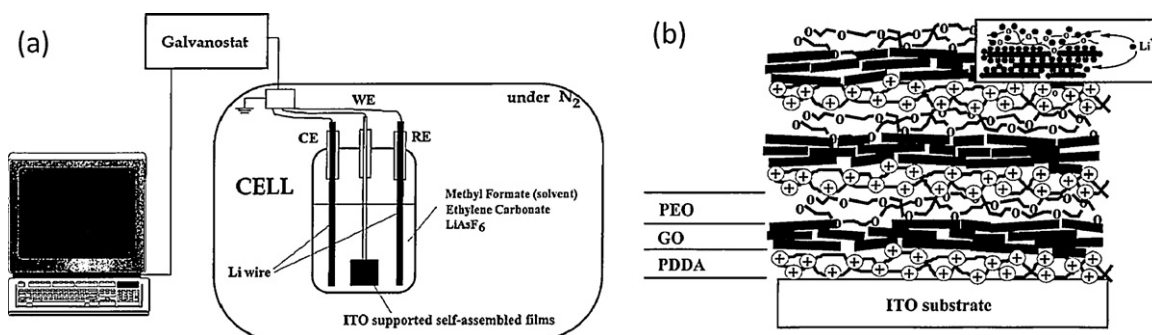 (a)
Galvanostat
under N2
WE
CE
RE
CELL
Methyl Formate (solvent)
Ethylene Carbonate
LiAsF6
Li wire
ITO supported self-assembled films
(b)
Li+
PEO
GO
PDDA
ITO substrate